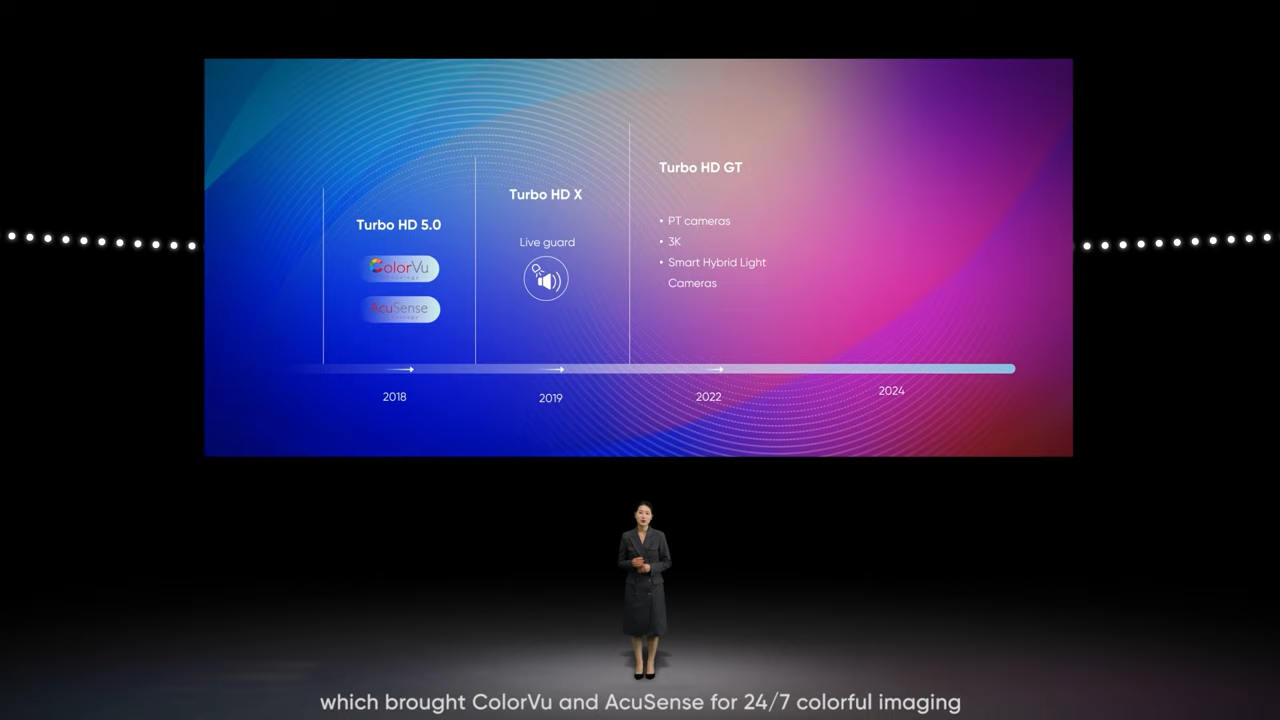 Turbo HD GT
Turbo HD X
Turbo HD 5.0
• PT cameras
• 3K
• Smart Hybrid Light
Cameras
Live guard
ColorVu
AcuSense
2018
2019
2022
2024
which brought ColorVu and AcuSense for 24/7 colorful imaging